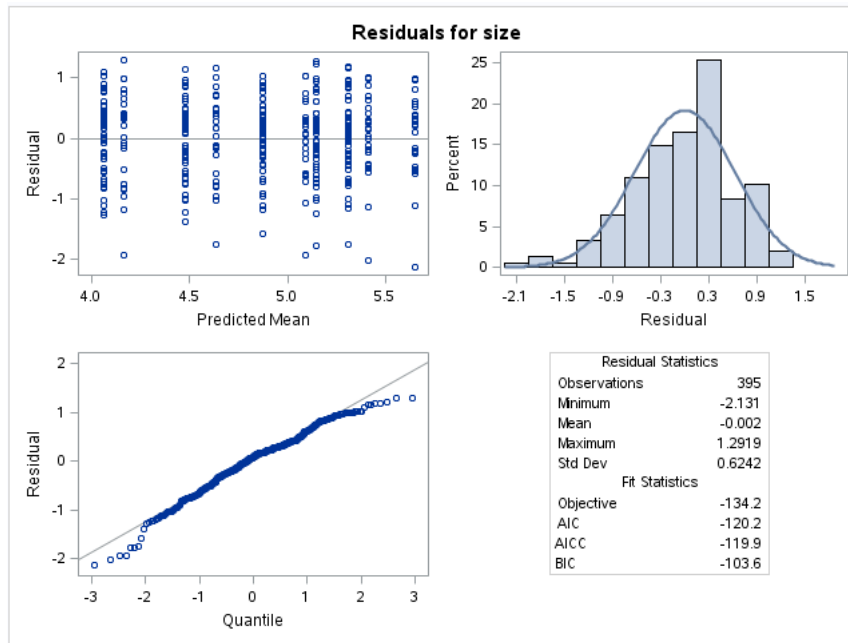 Residuals for size
1
0
-1
-2
Residual
4.0 4.5 5.0 5.5
Predicted Mean
25
20
15
10
5
0
Percent
-2.1 -1.5 -0.9 -0.3 0.3 0.9 1.5
Residual
2
1
0
-1
-2
Residual
-3 -2 -1 0 1 2 3
Quantile
Residual Statistics
Observations 395
Minimum -2.131
Mean -0.002
Maximum 1.2919
Std Dev 0.6242
Fit Statistics
Objective -134.2
AIC -120.2
AICC -119.9
BIC -103.6